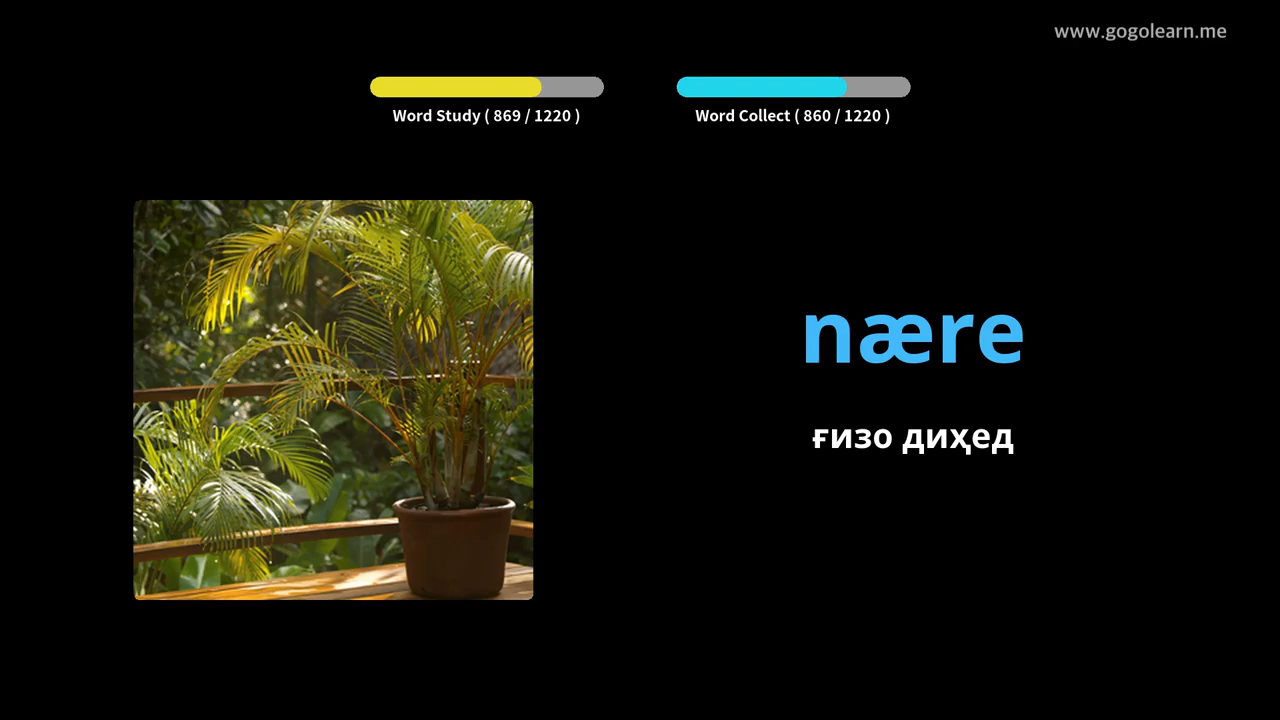 www.gogolearn.me
Word Study ( 869 / 1220 )
Word Collect ( 860 / 1220 )
nære
ғизо диҳед